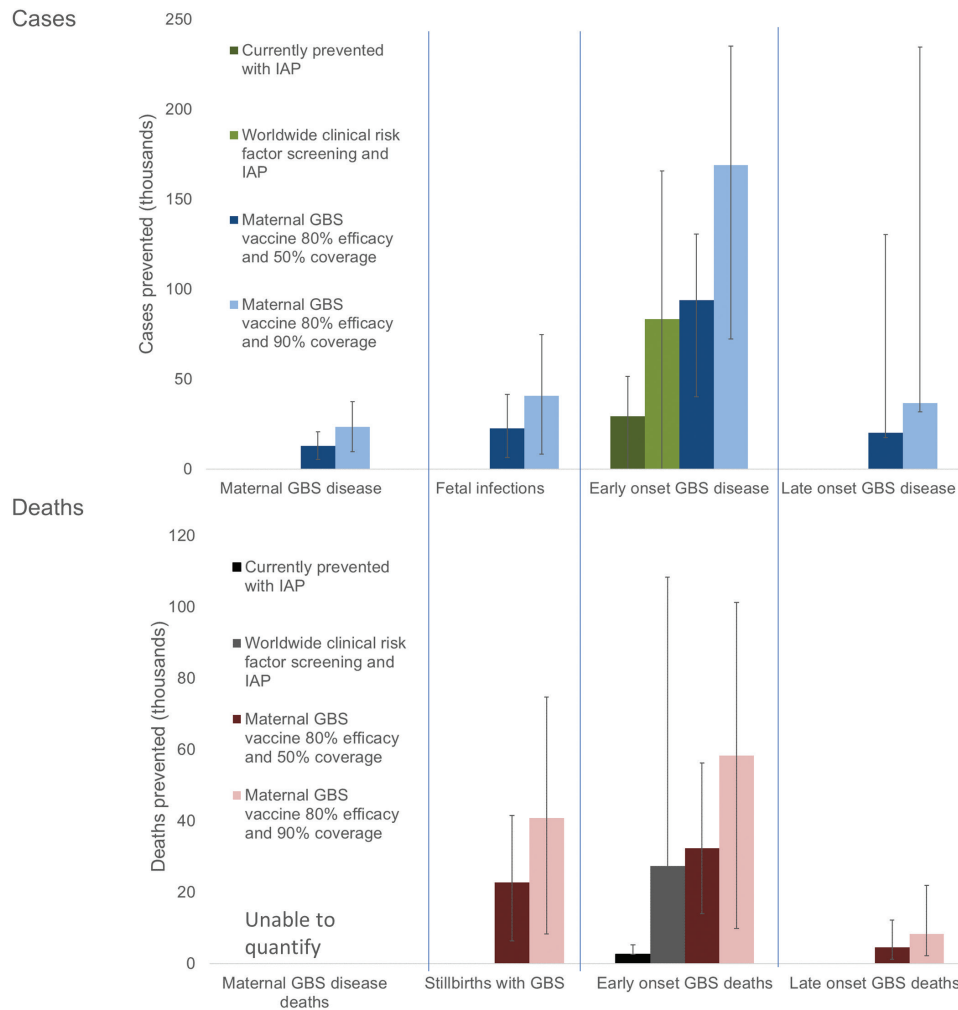 Cases
250
200
150
100
50
0
Cases prevented (thousands)
Currently prevented
with IAP
Worldwide clinical risk
factor screening and
IAP
Maternal GBS
vaccine 80% efficacy
and 50% coverage
Maternal GBS
vaccine 80% efficacy
and 90% coverage
Maternal GBS disease
Fetal infections
Early onset GBS disease
Late onset GBS disease
Deaths
120
100
80
60
40
20
0
Deaths prevented (thousands)
Currently prevented
with IAP
Worldwide clinical risk
factor screening and
IAP
Maternal GBS
vaccine 80% efficacy
and 50% coverage
Maternal GBS
vaccine 80% efficacy
and 90% coverage
Unable to
quantify
Maternal GBS disease
deaths
Stillbirths with GBS
Early onset GBS deaths
Late onset GBS deaths